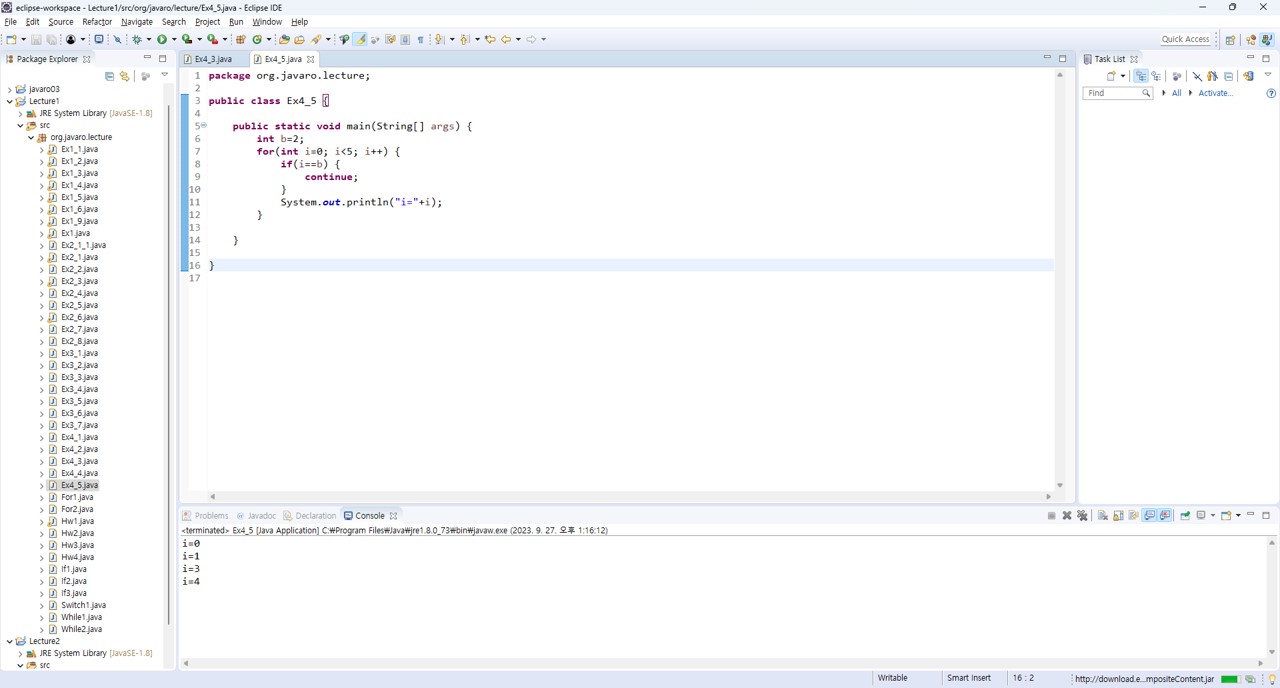 eclipse-workspace - Lecture1/src/org/javaro/lecture/Ex4_5.java - Eclipse IDE
File Edit Source Refactor Navigate Search Project Run Window Help
Quick Access
Package Explorer
javaro03
Lecture1
JRE System Library [JavaSE-1.8]
src
org.javaro.lecture
Ex1_1.java
Ex1_2.java
Ex1_3.java
Ex1_4.java
Ex1_5.java
Ex1_6.java
Ex1_9.java
Ex1.java
Ex2_1_1.java
Ex2_1.java
Ex2_2.java
Ex2_3.java
Ex2_4.java
Ex2_5.java
Ex2_6.java
Ex2_7.java
Ex2_8.java
Ex3_1.java
Ex3_2.java
Ex3_3.java
Ex3_4.java
Ex3_5.java
Ex3_6.java
Ex3_7.java
Ex4_1.java
Ex4_2.java
Ex4_3.java
Ex4_4.java
Ex4_5.java
For1.java
For2.java
Hw1.java
Hw2.java
Hw3.java
Hw4.java
If1.java
If2.java
If3.java
Switch1.java
While1.java
While2.java
Lecture2
JRE System Library [JavaSE-1.8]
src
Ex4_3.java Ex4_5.java
1 package org.javaro.lecture;
2
3 public class Ex4_5 {
4
5 public static void main(String[] args) {
6 int b=2;
7 for(int i=0; i<5; i++) {
8 if(i==b) {
9 continue;
10 }
11 System.out.println("i="+i);
12 }
13
14 }
15
16 }
17
Task List
Find All Activate...
Problems Javadoc Declaration Console
<terminated> Ex4_5 [Java Application] C:₩Program Files₩Java₩jre1.8.0_73₩bin₩javaw.exe (2023. 9. 27. 오후 1:16:12)
i=0
i=1
i=3
i=4
Writable Smart Insert 16 : 2 http://download.e...mpositeContent.jar